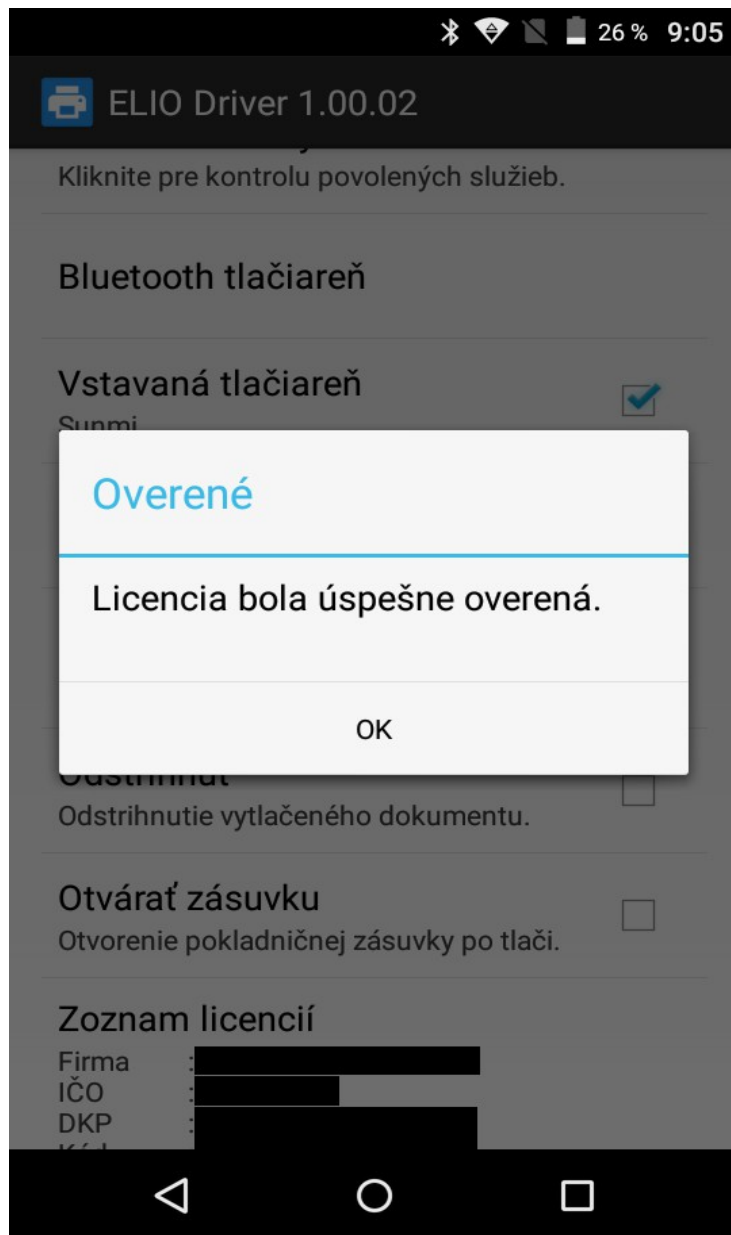 26 % 9:05
ELIO Driver 1.00.02
Kliknite pre kontrolu povolených služieb.
Bluetooth tlačiareň
Vstavaná tlačiareň
Sunmi
Overené
Licencia bola úspešne overená.
OK
Odstrihnúť
Odstrihnutie vytlačeného dokumentu.
Otvárať zásuvku
Otvorenie pokladničnej zásuvky po tlači.
Zoznam licencií
Firma :
IČO :
DKP :